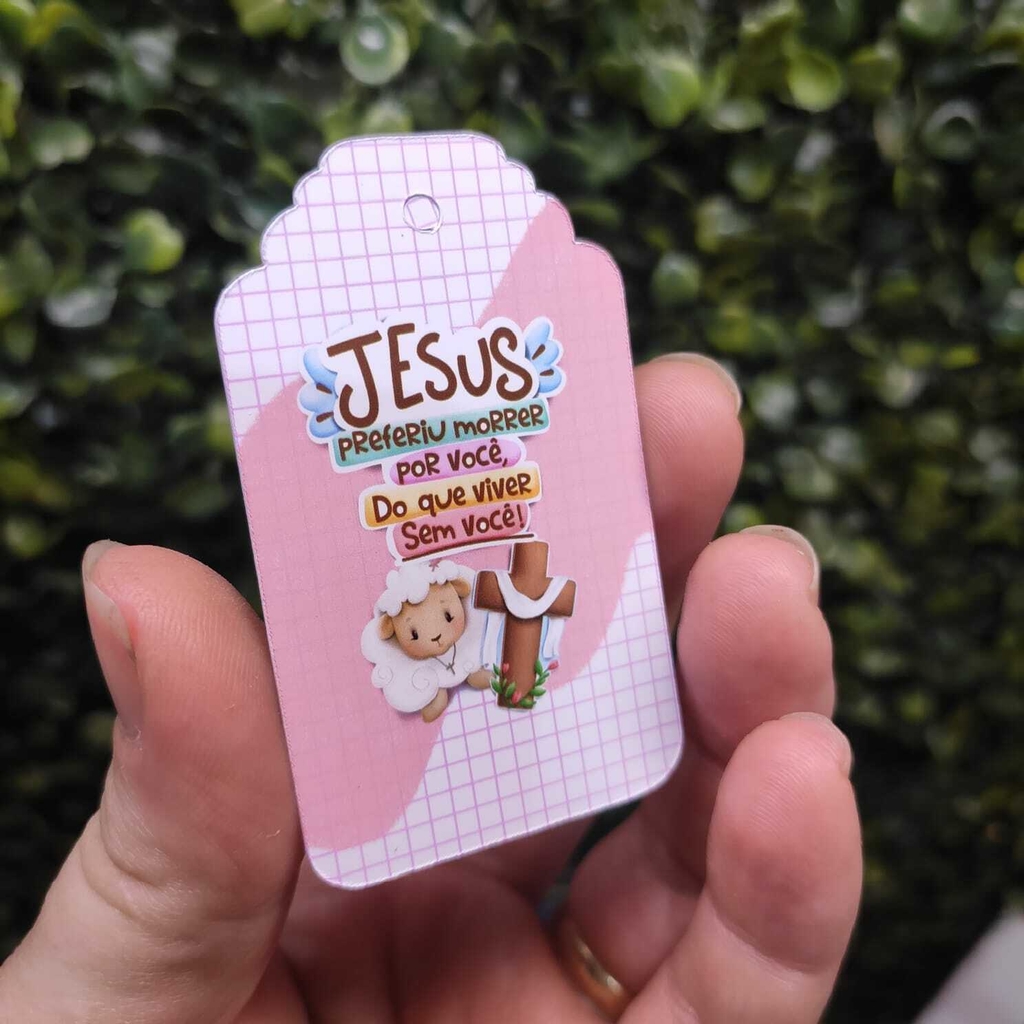 JESUS
PREFERIU MORRER
POR VOCÊ,
Do que viver
Sem VOCÊ!